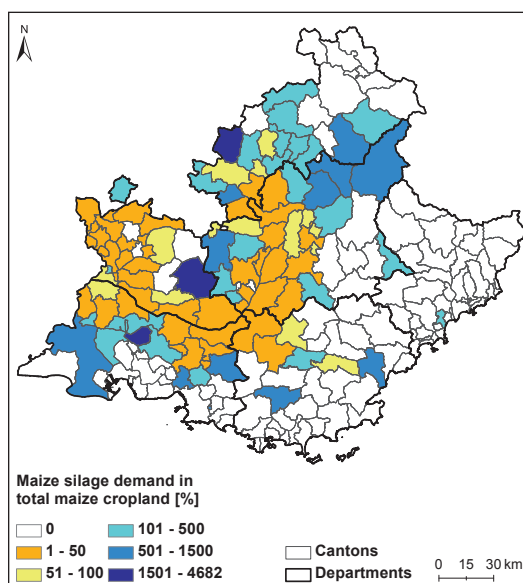 N
Maize silage demand in
total maize cropland [%]
0
101 - 500
1 - 50
501 - 1500
Cantons
51 - 100
1501 - 4682
Departments
0 15 30 km